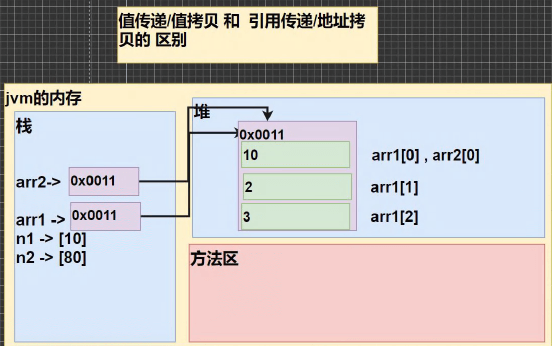 值传递/值拷贝 和 引用传递/地址拷
贝的 区别
jvm的内存
栈
堆
0x0011
10
arr1[0] , arr2[0]
arr2-> 0x0011
2
arr1[1]
arr1 -> 0x0011
3
arr1[2]
n1 -> [10]
n2 -> [80]
方法区